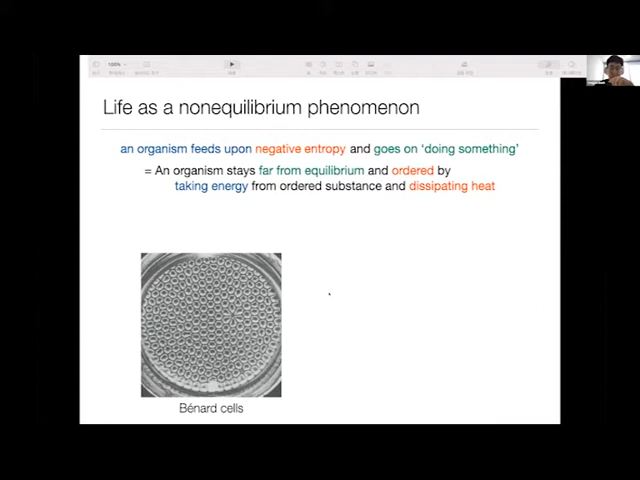 100%
Life as a nonequilibrium phenomenon
an organism feeds upon negative entropy and goes on ‘doing something’
= An organism stays far from equilibrium and ordered by
taking energy from ordered substance and dissipating heat
Bénard cells